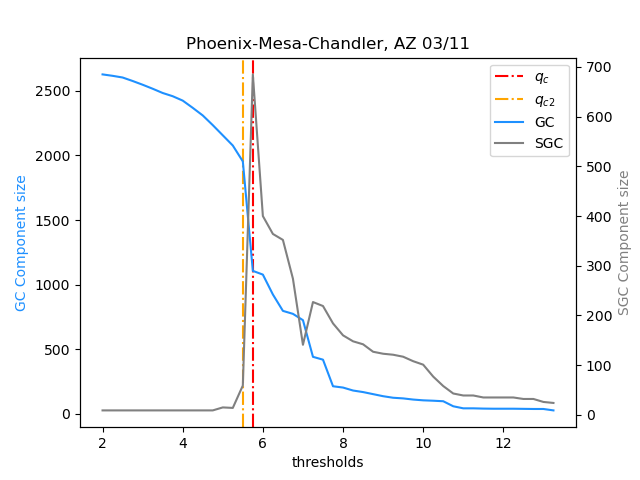 Phoenix-Mesa-Chandler, AZ 03/11
q_c
q_c2
GC
SGC
GC Component size
SGC Component size
2500
2000
1500
1000
500
0
700
600
500
400
300
200
100
0
2 4 6 8 10 12
thresholds